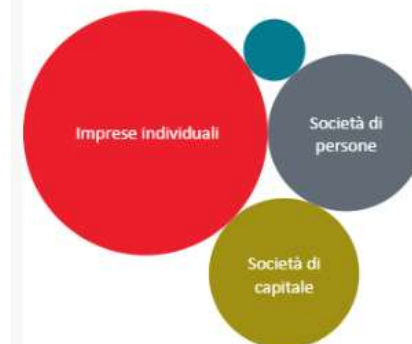 Imprese individuali
Società di
persone
Società di
capitale